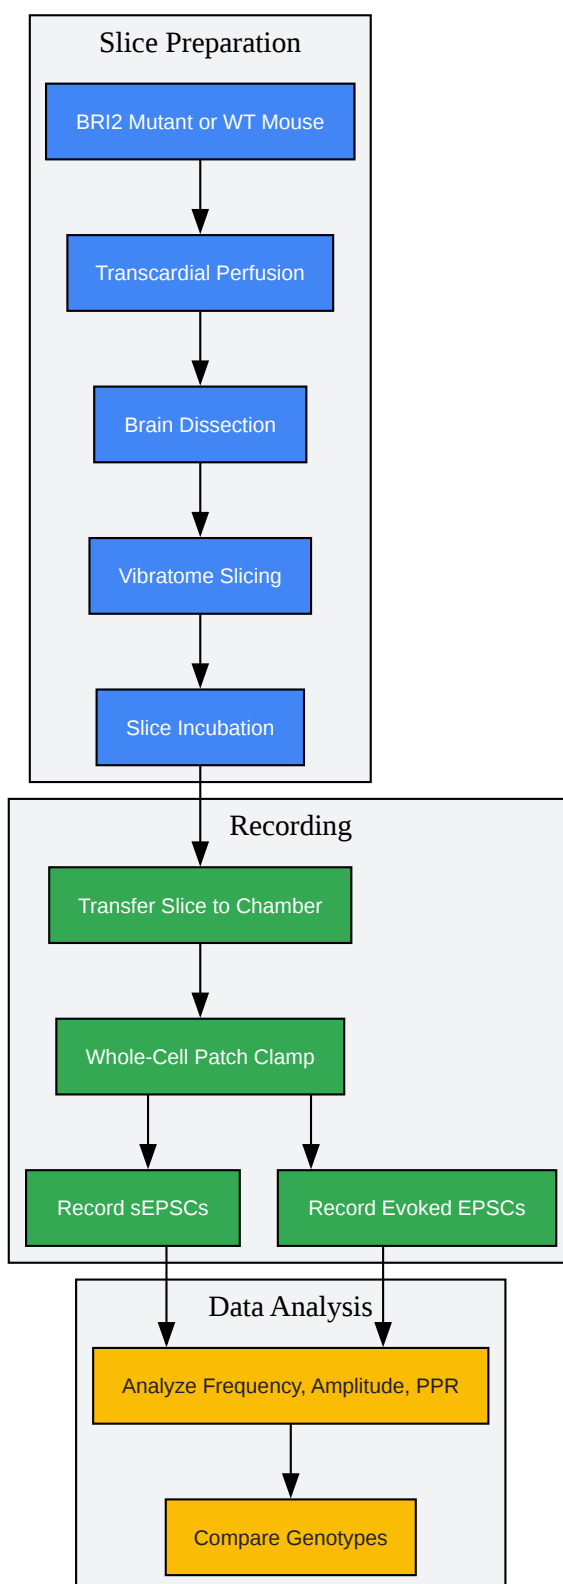 Slice Preparation
BRI2 Mutant or WT Mouse
Transcardial Perfusion
Brain Dissection
Vibratome Slicing
Slice Incubation
Recording
Transfer Slice to Chamber
Whole-Cell Patch Clamp
Record sEPSCs
Record Evoked EPSCs
Data Analysis
Analyze Frequency, Amplitude, PPR
Compare Genotypes